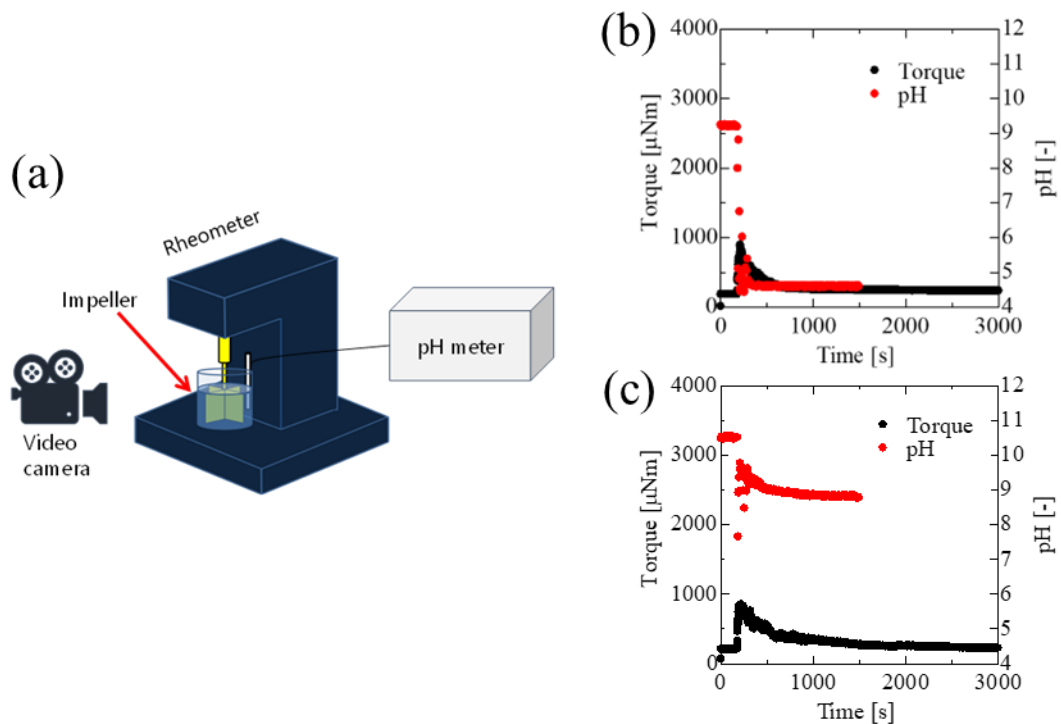 (a)
Rheometer
Impeller
pH meter
Video
camera
(b)
4000
3000
2000
1000
0
Torque [µNm]
12
11
10
9
8
7
6
5
4
pH [-]
Torque
pH
0
1000
2000
3000
Time [s]
(c)
4000
3000
2000
1000
0
Torque [µNm]
12
11
10
9
8
7
6
5
4
pH [-]
Torque
pH
0
1000
2000
3000
Time [s]